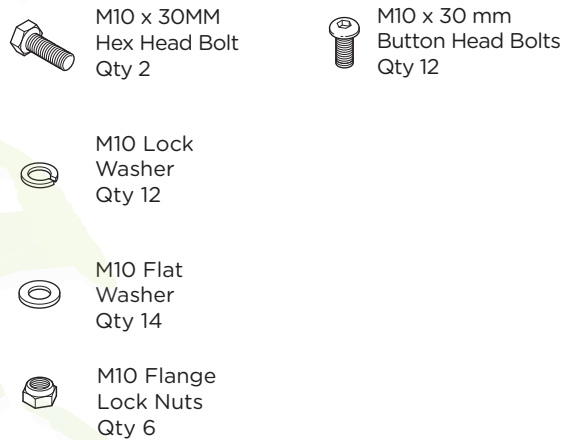 M10 x 30MM
Hex Head Bolt
Qty 2
M10 x 30 mm
Button Head Bolts
Qty 12
M10 Lock
Washer
Qty 12
M10 Flat
Washer
Qty 14
M10 Flange
Lock Nuts
Qty 6